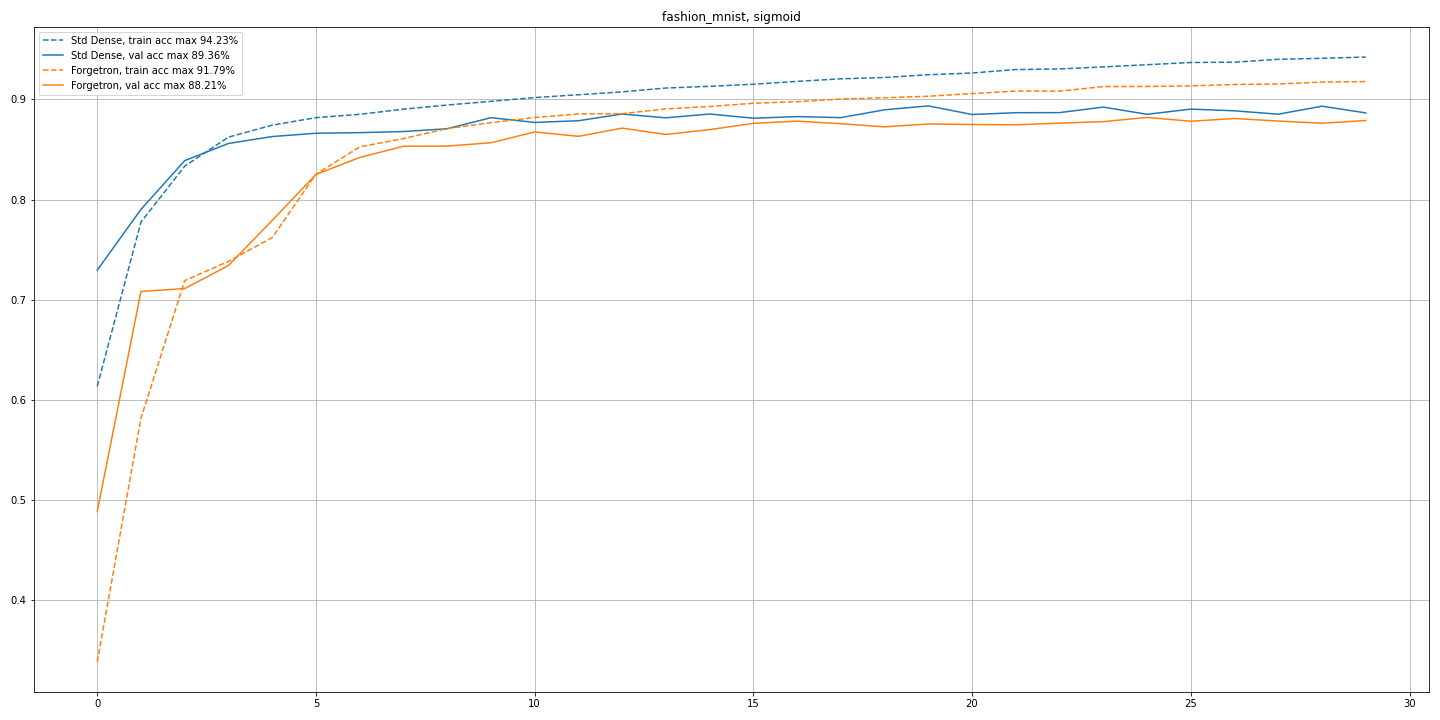 fashion_mnist, sigmoid
Std Dense, train acc max 94.23%
Std Dense, val acc max 89.36%
Forgetron, train acc max 91.79%
Forgetron, val acc max 88.21%
0.9
0.8
0.7
0.6
0.5
0.4
0 5 10 15 20 25 30